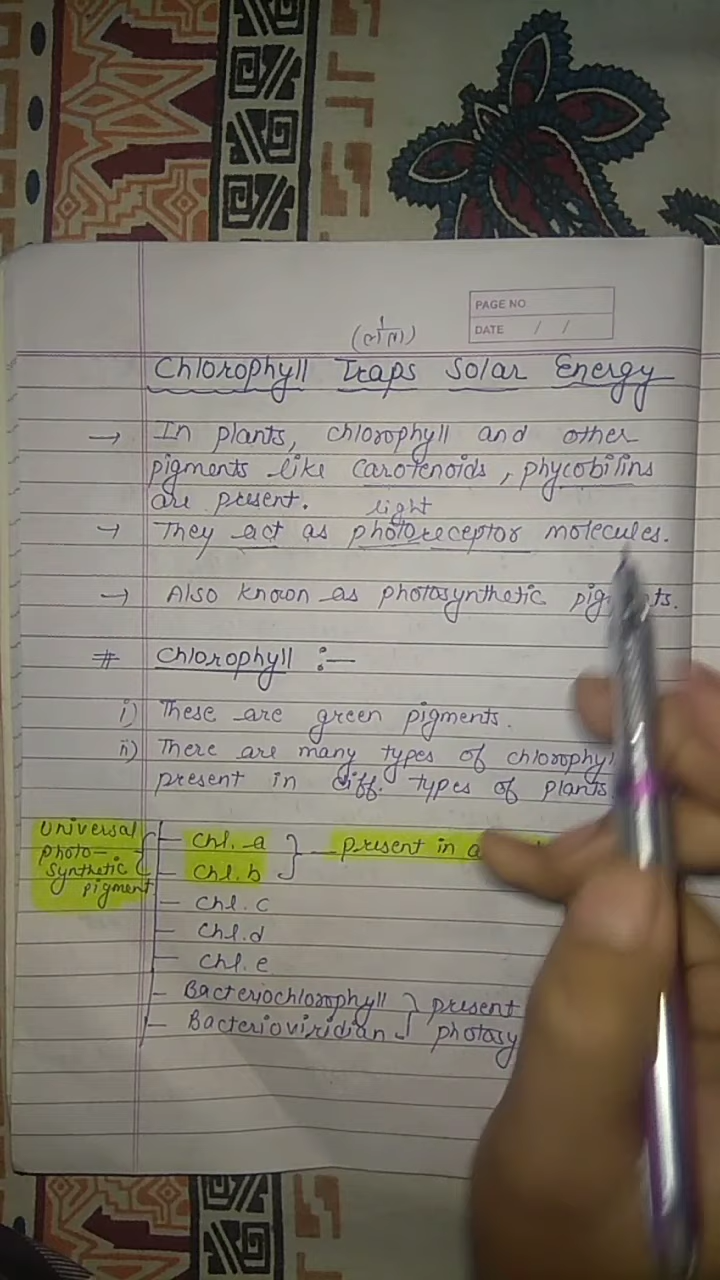 PAGE NO
DATE / /
Chlorophyll Traps Solar Energy
→ In plants, chlorophyll and other
pigments like carotenoids, phycobilins
are present.
light
→ They act as photoreceptor molecules.
→ Also known as photosynthetic
# Chlorophyll :-
i) These are green pigments.
ii) There are many types of
present in diff. types of plants
Universal
photo-
synthetic
pigment
Chl. a
Chl. b
present in
Chl. c
Chl. d
Chl. e
Bacteriochlorophyll
Bacterioviridian
present